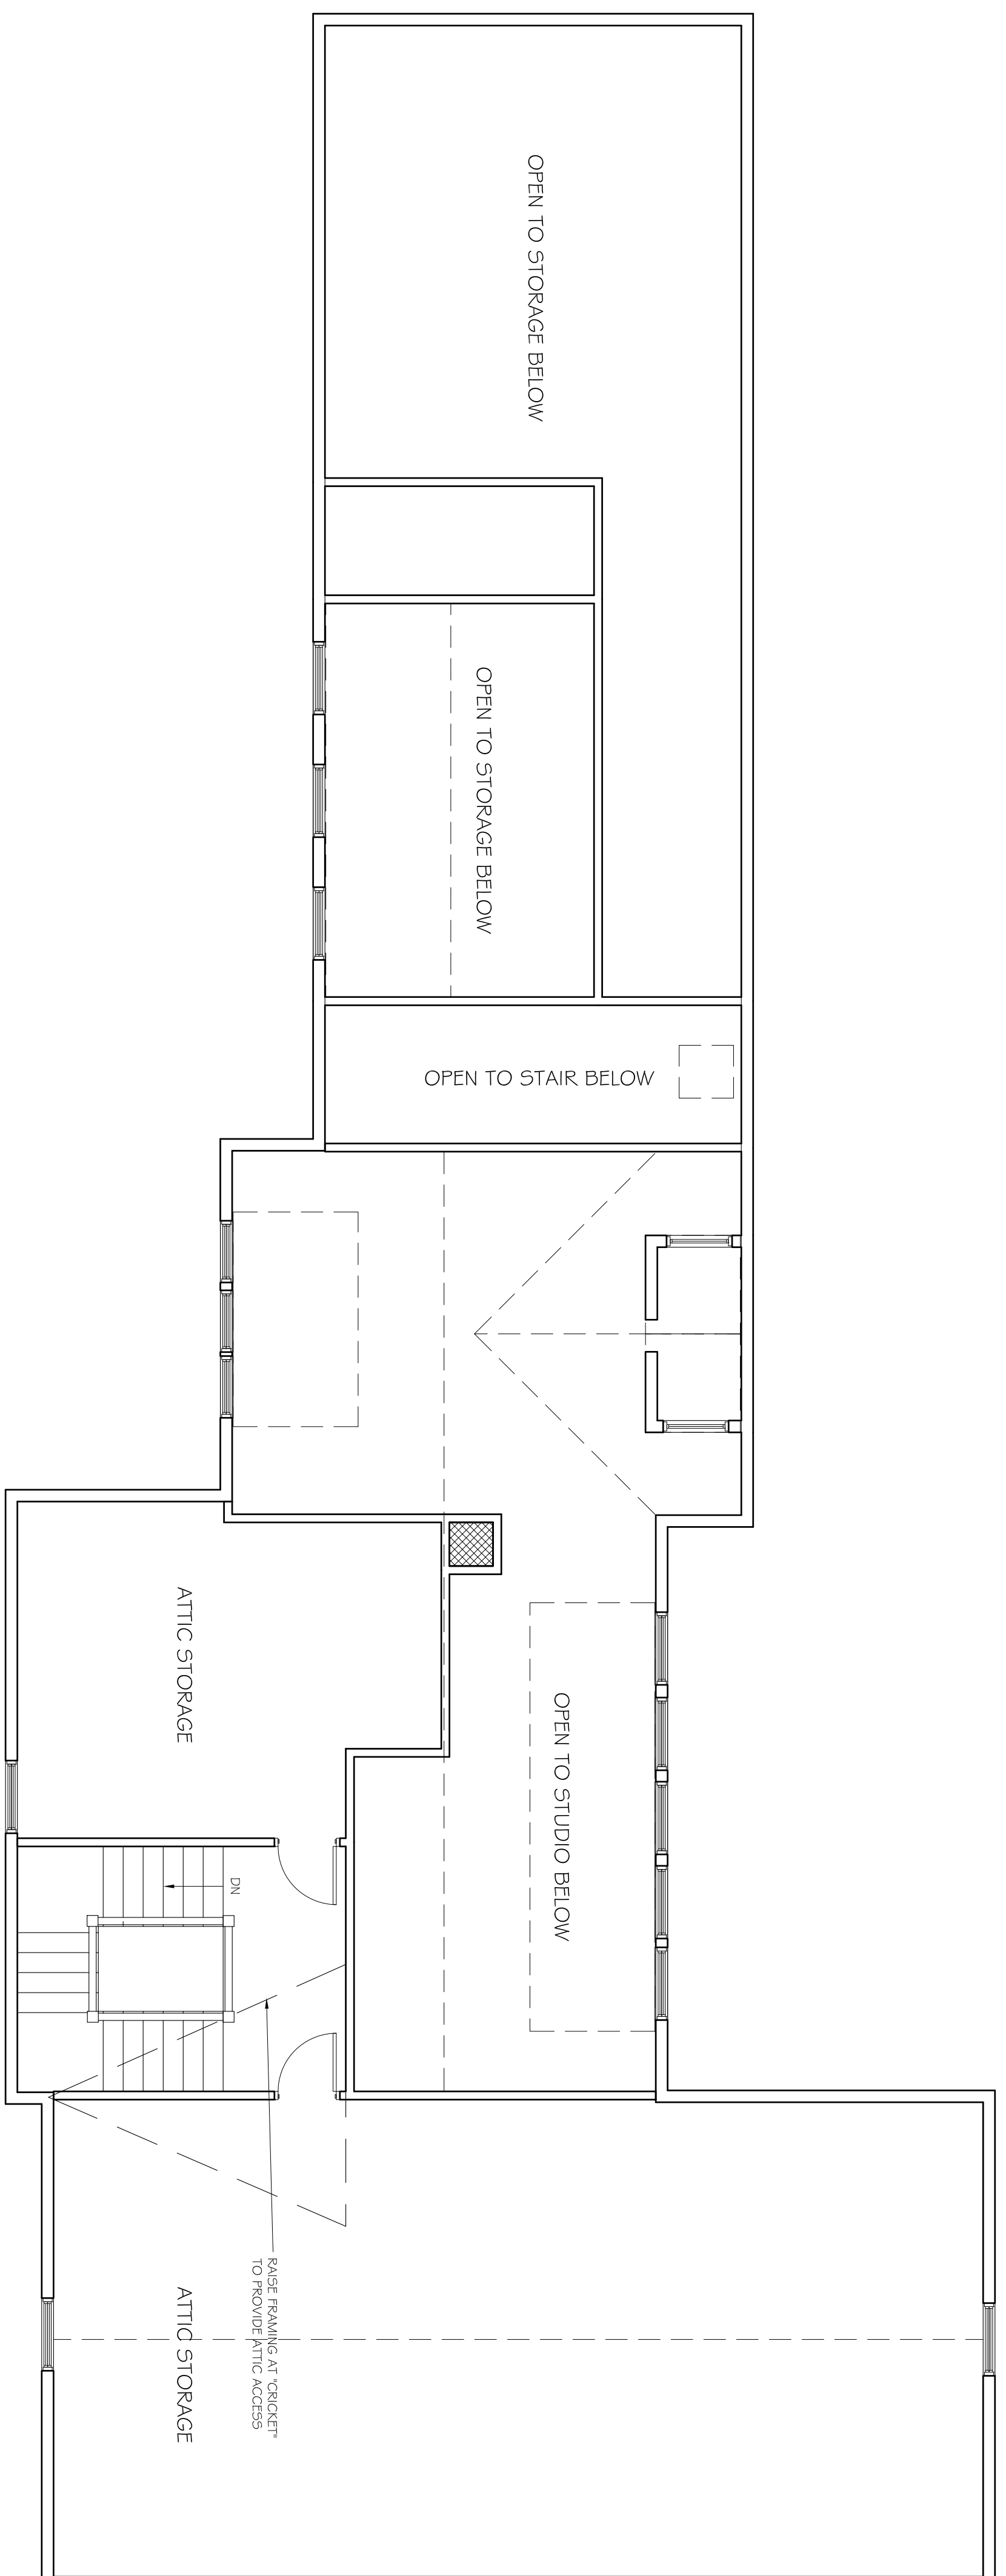 OPEN TO STORAGE BELOW
OPEN TO STORAGE BELOW
OPEN TO STAIR BELOW
ATTIC STORAGE
OPEN TO STUDIO BELOW
DN
RAISE FRAMING AT "CRICKET"
TO PROVIDE ATTIC ACCESS
ATTIC STORAGE